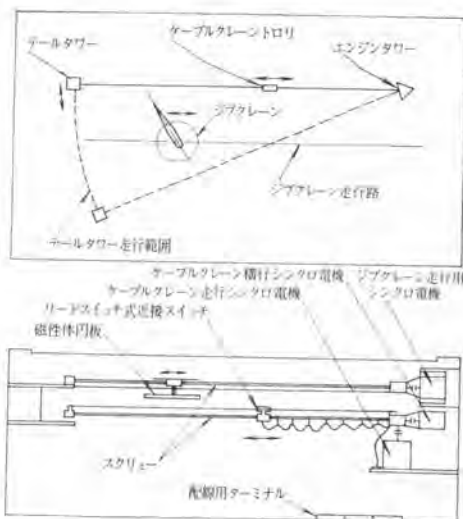 テールタワー
ケーブルクレーントロリ
エンジンタワー
ジブクレーン
ジブクレーン走行路
テールタワー走行範囲
ケーブルクレーン横行シンクロ電機
ジブクレーン走行用
シンクロ電機
ケーブルクレーン走行シンクロ電機
リードスイッチ式近接スイッチ
磁性体円板
スクリュー
配線用ターミナル